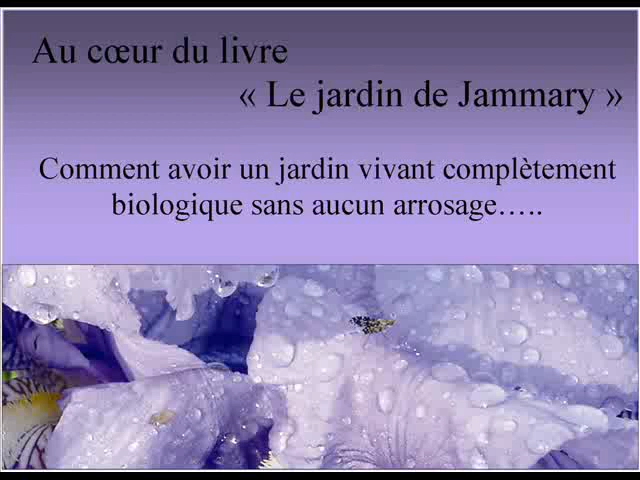 Au cœur du livre
« Le jardin de Jammary »
Comment avoir un jardin vivant complètement
biologique sans aucun arrosage…..